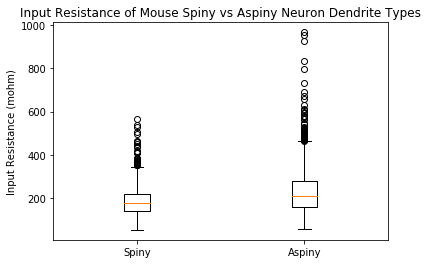 Input Resistance of Mouse Spiny vs Aspiny Neuron Dendrite Types
1000
800
600
400
200
Input Resistance (mohm)
Spiny
Aspiny